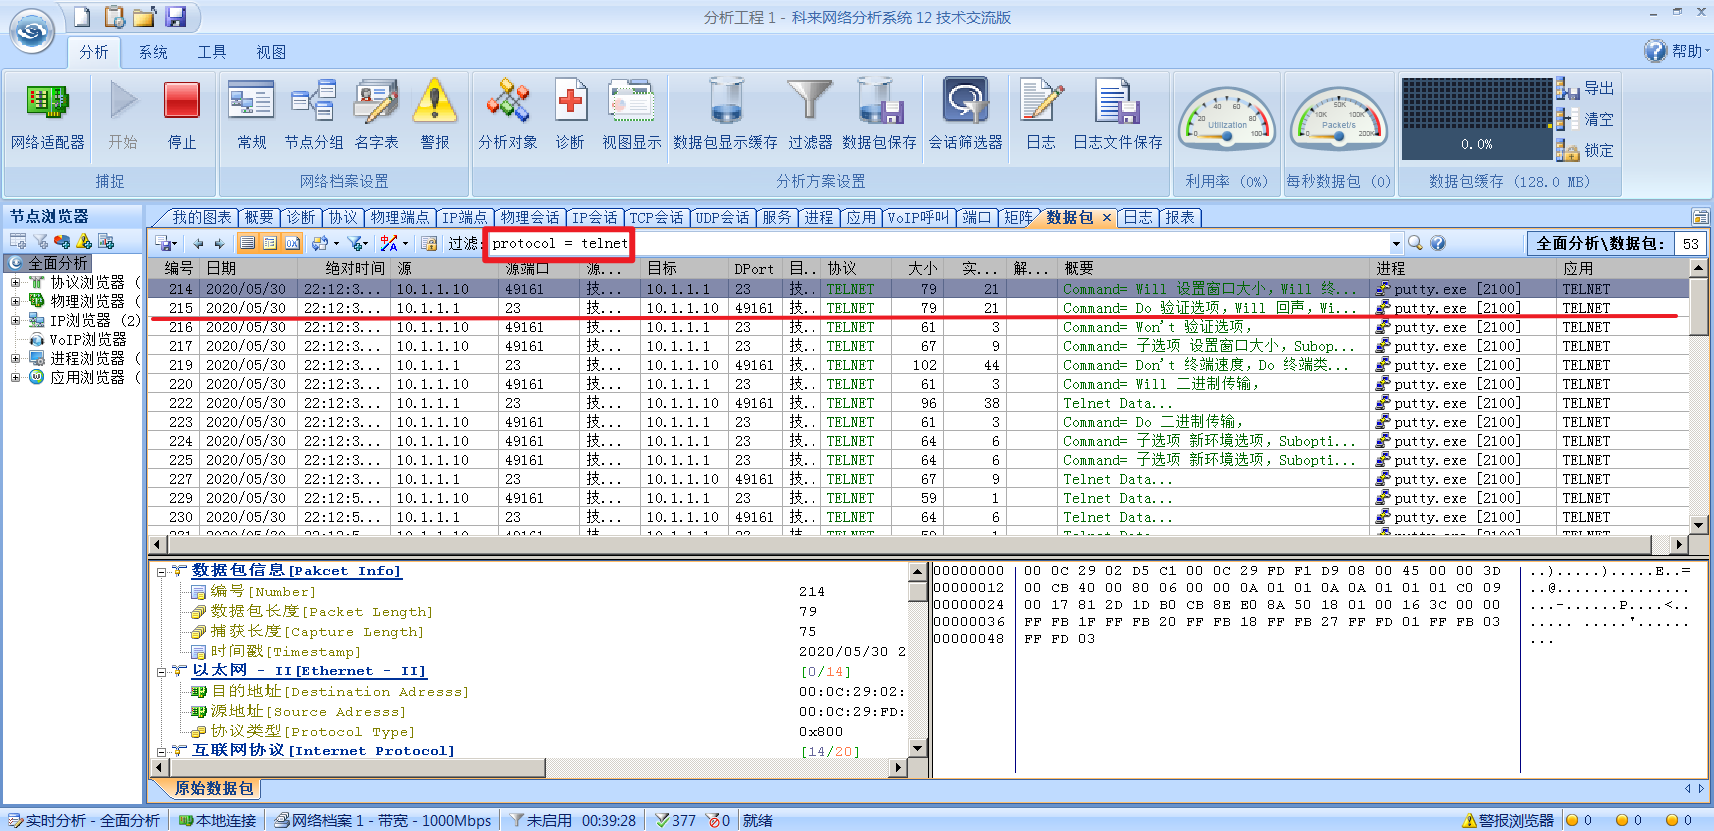 分析工程 1 - 科来网络分析系统 12 技术交流版
分析 系统 工具 视图 帮助
网络适配器 开始 停止 常规 节点分组 名字表 警报 分析对象 诊断 视图显示 数据包显示缓存 过滤器 数据包保存 会话筛选器 日志 日志文件保存
Utilization Packet/s 0.0% 导出 清空 锁定
捕捉 网络档案设置 分析方案设置 利用率 (0%) 每秒数据包 (0) 数据包缓存 (128.0 MB)
节点浏览器
全面分析
协议浏览器 (
物理浏览器 (
IP浏览器 (2)
VoIP浏览器
进程浏览器 (
应用浏览器 (
我的图表 概要 诊断 协议 物理端点 IP端点 物理会话 IP会话 TCP会话 UDP会话 服务 进程 应用 VoIP呼叫 端口 矩阵 数据包 × 日志 报表
过滤: protocol = telnet 全面分析\数据包: 53
编号 日期 绝对时间 源 源端口 源... 目标 DPort 目.. 协议 大小 实... 解... 概要 进程 应用
214 2020/05/30 22:12:3... 10.1.1.10 49161 技... 10.1.1.1 23 技.. TELNET 79 21 Command= Will 设置窗口大小, Will 终... putty.exe [2100] TELNET
215 2020/05/30 22:12:3... 10.1.1.1 23 技... 10.1.1.10 49161 技.. TELNET 79 21 Command= Do 验证选项, Will 回声, Wi... putty.exe [2100] TELNET
216 2020/05/30 22:12:3... 10.1.1.10 49161 技... 10.1.1.1 23 技.. TELNET 61 3 Command= Won't 验证选项, putty.exe [2100] TELNET
217 2020/05/30 22:12:3... 10.1.1.10 49161 技... 10.1.1.1 23 技.. TELNET 67 9 Command= 子选项 设置窗口大小, Subop... putty.exe [2100] TELNET
219 2020/05/30 22:12:3... 10.1.1.1 23 技... 10.1.1.10 49161 技.. TELNET 102 44 Command= Don't 终端速度, Do 终端类... putty.exe [2100] TELNET
220 2020/05/30 22:12:3... 10.1.1.10 49161 技... 10.1.1.1 23 技.. TELNET 61 3 Command= Will 二进制传输, putty.exe [2100] TELNET
222 2020/05/30 22:12:3... 10.1.1.1 23 技... 10.1.1.10 49161 技.. TELNET 96 38 Telnet Data... putty.exe [2100] TELNET
223 2020/05/30 22:12:3... 10.1.1.10 49161 技... 10.1.1.1 23 技.. TELNET 61 3 Command= Do 二进制传输, putty.exe [2100] TELNET
224 2020/05/30 22:12:3... 10.1.1.10 49161 技... 10.1.1.1 23 技.. TELNET 64 6 Command= 子选项 新环境选项, Subopti... putty.exe [2100] TELNET
225 2020/05/30 22:12:3... 10.1.1.10 49161 技... 10.1.1.1 23 技.. TELNET 64 6 Command= 子选项 新环境选项, Subopti... putty.exe [2100] TELNET
227 2020/05/30 22:12:3... 10.1.1.1 23 技... 10.1.1.10 49161 技.. TELNET 67 9 Telnet Data... putty.exe [2100] TELNET
229 2020/05/30 22:12:5... 10.1.1.10 49161 技... 10.1.1.1 23 技.. TELNET 59 1 Telnet Data... putty.exe [2100] TELNET
230 2020/05/30 22:12:5... 10.1.1.1 23 技... 10.1.1.10 49161 技.. TELNET 64 6 Telnet Data... putty.exe [2100] TELNET
数据包信息[Pakcet Info]
编号[Number] 214
数据包长度[Packet Length] 79
捕获长度[Capture Length] 75
时间戳[Timestamp] 2020/05/30 2
以太网 - II[Ethernet - II] [0/14]
目的地址[Destination Adresss] 00:0C:29:02:
源地址[Source Adresss] 00:0C:29:FD:
协议类型[Protocol Type] 0x800
互联网协议[Internet Protocol] [14/20]
00000000 00 0C 29 02 D5 C1 00 0C 29 FD F1 D9 08 00 45 00 00 3D ..).....).....E..=
00000012 00 CB 40 00 80 06 00 00 0A 01 01 0A 0A 01 01 01 C0 09 ..@...............
00000024 00 17 81 2D 1D B0 CB 8E E0 8A 50 18 01 00 16 3C 00 00 ...-......P....<..
00000036 FF FB 1F FF FB 20 FF FB 18 FF FB 27 FF FD 01 FF FB 03 ..... .....'......
00000048 FF FD 03 ...
原始数据包
实时分析 - 全面分析 本地连接 网络档案 1 - 带宽 - 1000Mbps 未启用 00:39:28 377 0 就绪 警报浏览器 0 0 0